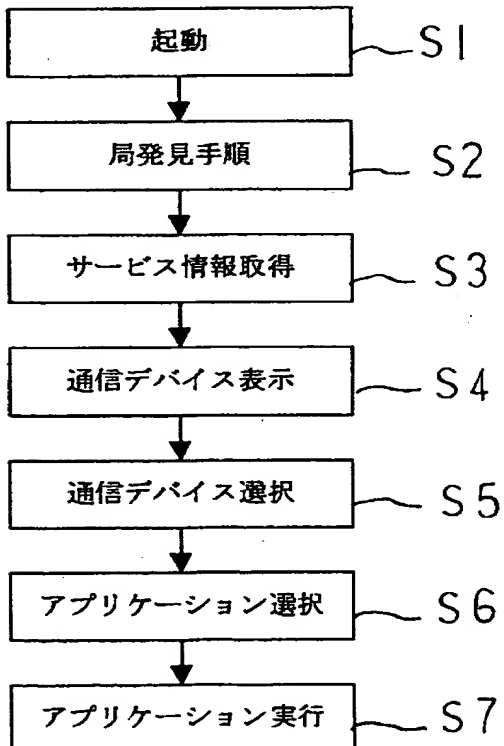 起動 S1
局発見手順 S2
サービス情報取得 S3
通信デバイス表示 S4
通信デバイス選択 S5
アプリケーション選択 S6
アプリケーション実行 S7